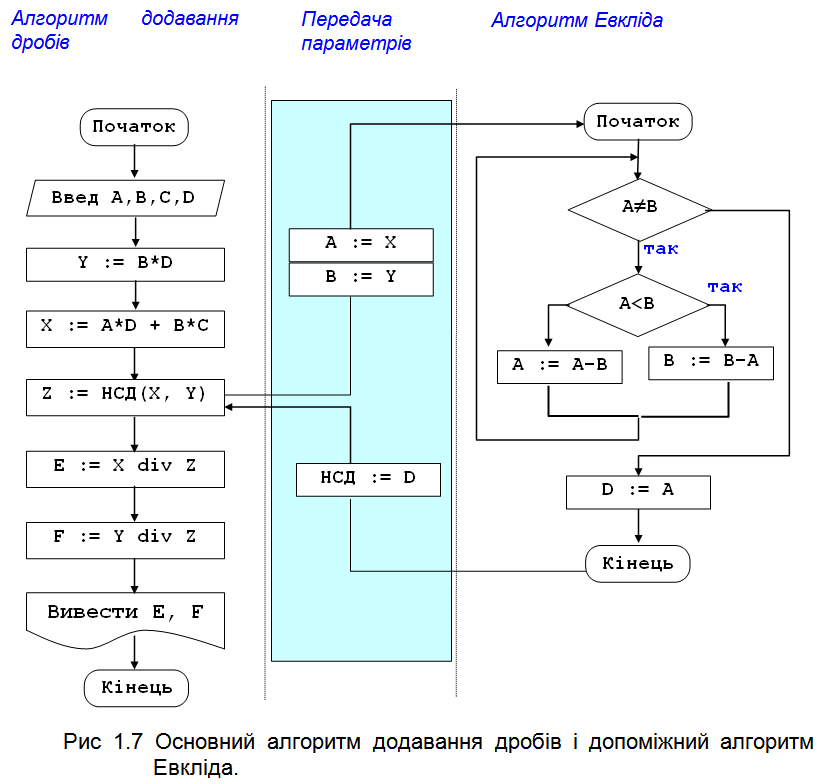 Алгоритм додавання
дробів
Передача
параметрів
Алгоритм Евкліда
Початок
Введ A,B,C,D
Y := B*D
X := A*D + B*C
Z := НСД(X, Y)
E := X div Z
F := Y div Z
Вивести E, F
Кінець
A := X
B := Y
НСД := D
Початок
A≠B
так
A<B
так
A := A-B
B := B-A
D := A
Кінець
Рис 1.7 Основний алгоритм додавання дробів і допоміжний алгоритм
Евкліда.